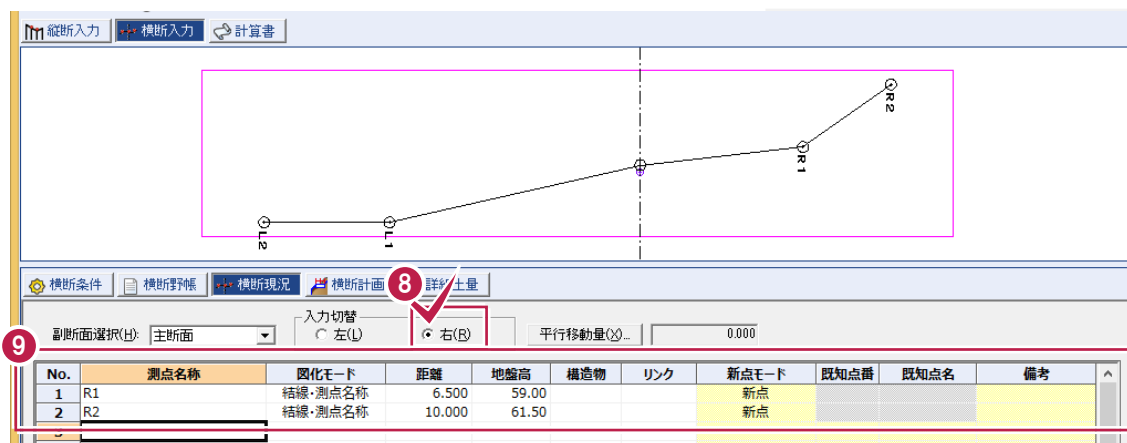 縦断入力 横断入力 計算書
R2
R1
L2 L1
横断条件 横断野帳 横断現況 横断計画 8 詳細土量
入力切替
副断面選択(H): 主断面 左(L) 右(R) 平行移動量(X)... 0.000
9
No. 測点名称 図化モード 距離 地盤高 構造物 リンク 新点モード 既知点番 既知点名 備考
1 R1 結線・測点名称 6.500 59.00 新点
2 R2 結線・測点名称 10.000 61.50 新点
3